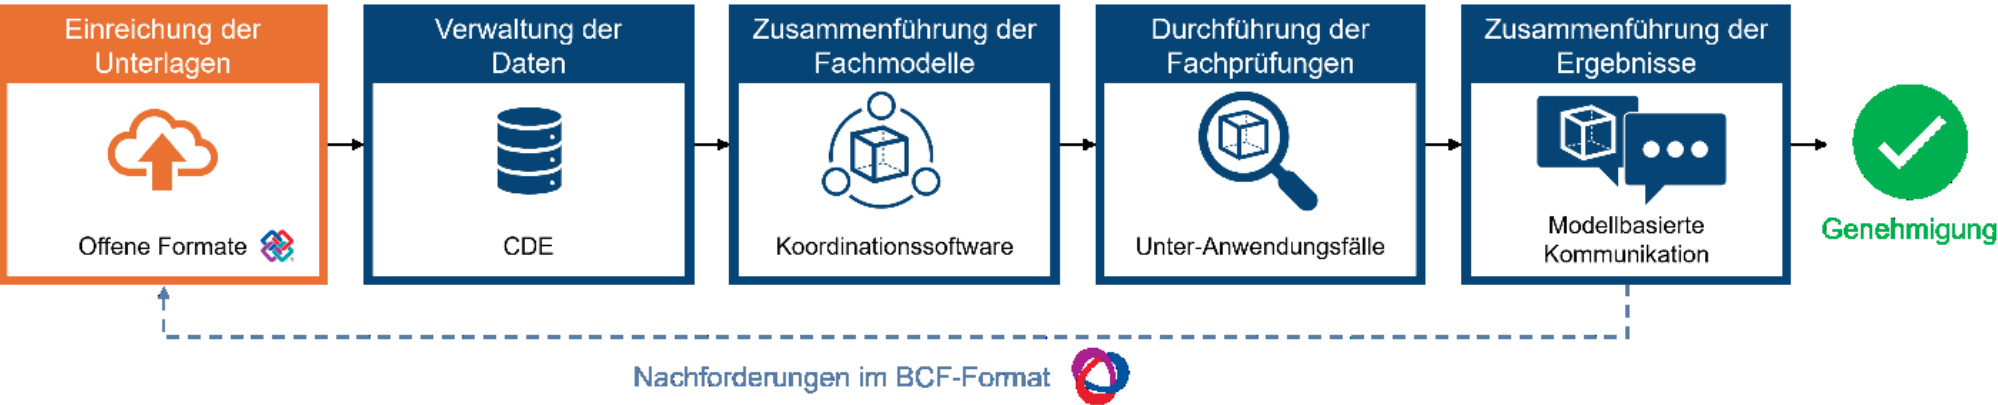 Einreichung der
Unterlagen
Offene Formate
Verwaltung der
Daten
CDE
Zusammenführung der
Fachmodelle
Koordinationssoftware
Durchführung der
Fachprüfungen
Unter-Anwendungsfälle
Zusammenführung der
Ergebnisse
Modellbasierte
Kommunikation
Genehmigung
Nachforderungen im BCF-Format